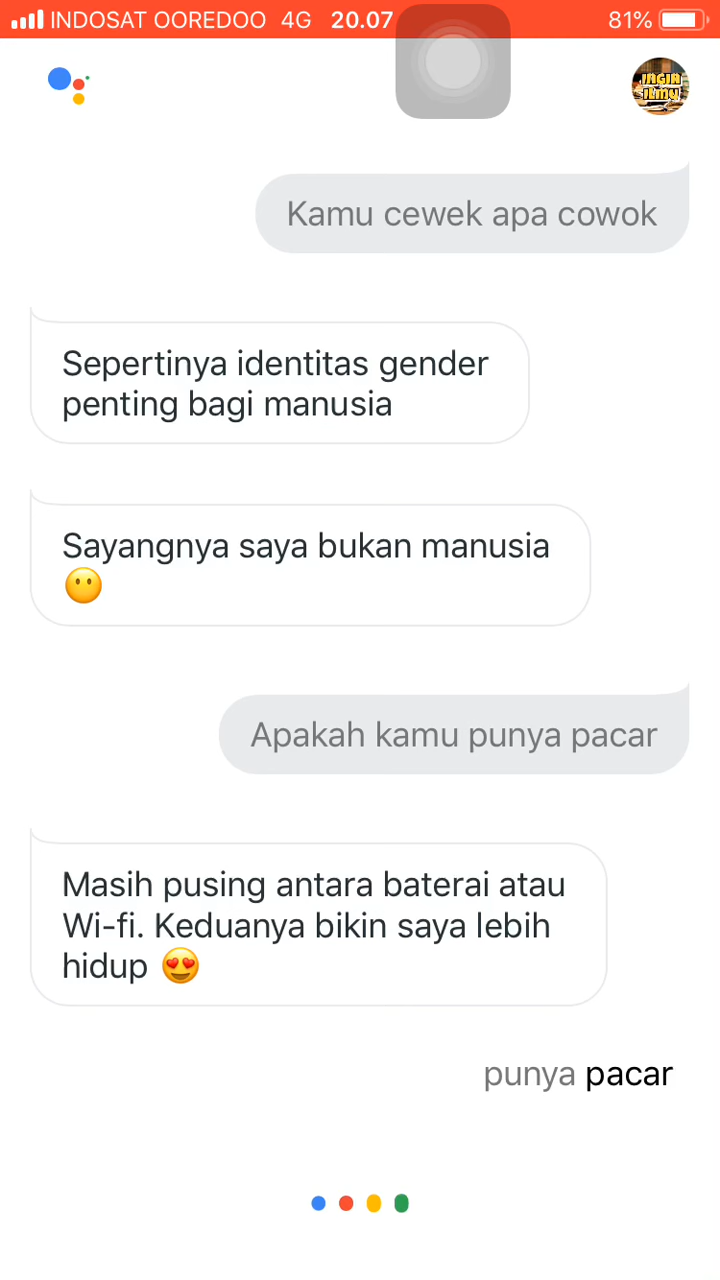 INDOSAT OOREDOO 4G 20.07 81%
INGIN
ILMU
Kamu cewek apa cowok
Sepertinya identitas gender
penting bagi manusia
Sayangnya saya bukan manusia
Apakah kamu punya pacar
Masih pusing antara baterai atau
Wi-fi. Keduanya bikin saya lebih
hidup
punya pacar